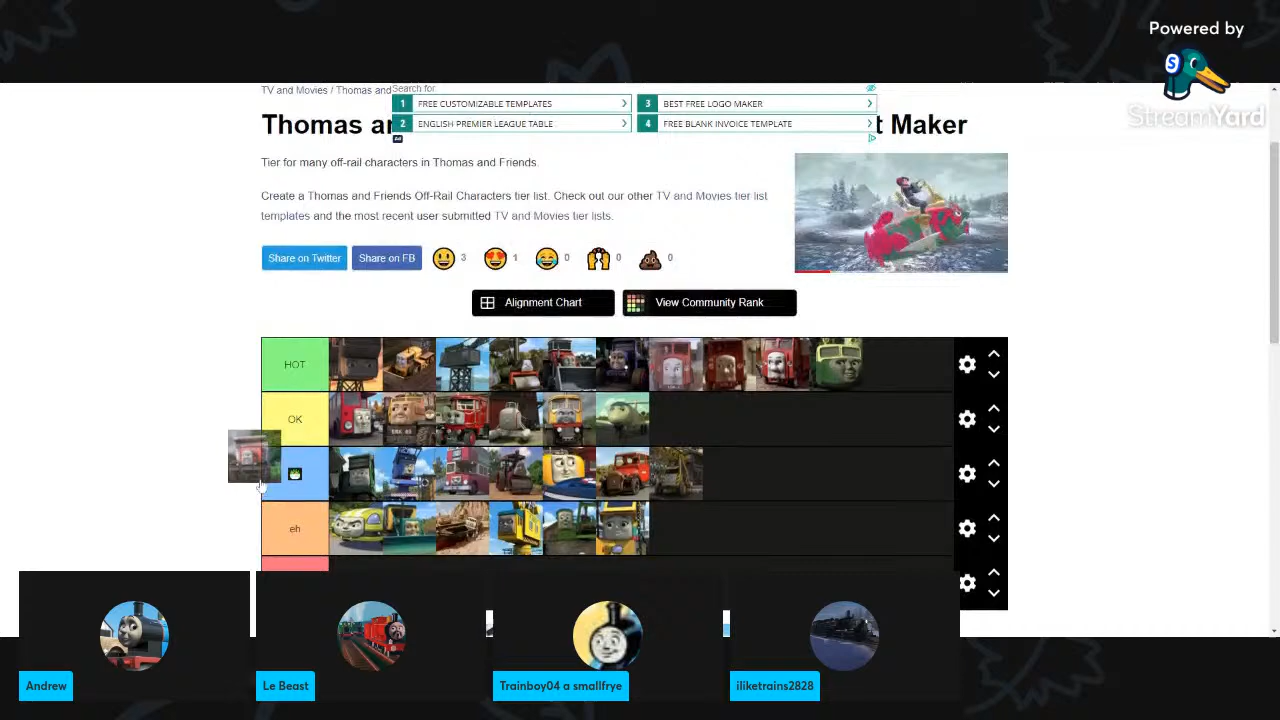 Powered by
StreamYard
TV and Movies / Thomas and
Search for
1 FREE CUSTOMIZABLE TEMPLATES
3 BEST FREE LOGO MAKER
2 ENGLISH PREMIER LEAGUE TABLE
4 FREE BLANK INVOICE TEMPLATE
Ad
Thomas ar t Maker
Tier for many off-rail characters in Thomas and Friends.
Create a Thomas and Friends Off-Rail Characters tier list. Check out our other TV and Movies tier list
templates and the most recent user submitted TV and Movies tier lists.
Share on Twitter
Share on FB
3
1
0
0
0
Alignment Chart
View Community Rank
HOT
OK
eh
Andrew
Le Beast
Trainboy04 a smallfrye
iliketrains2828